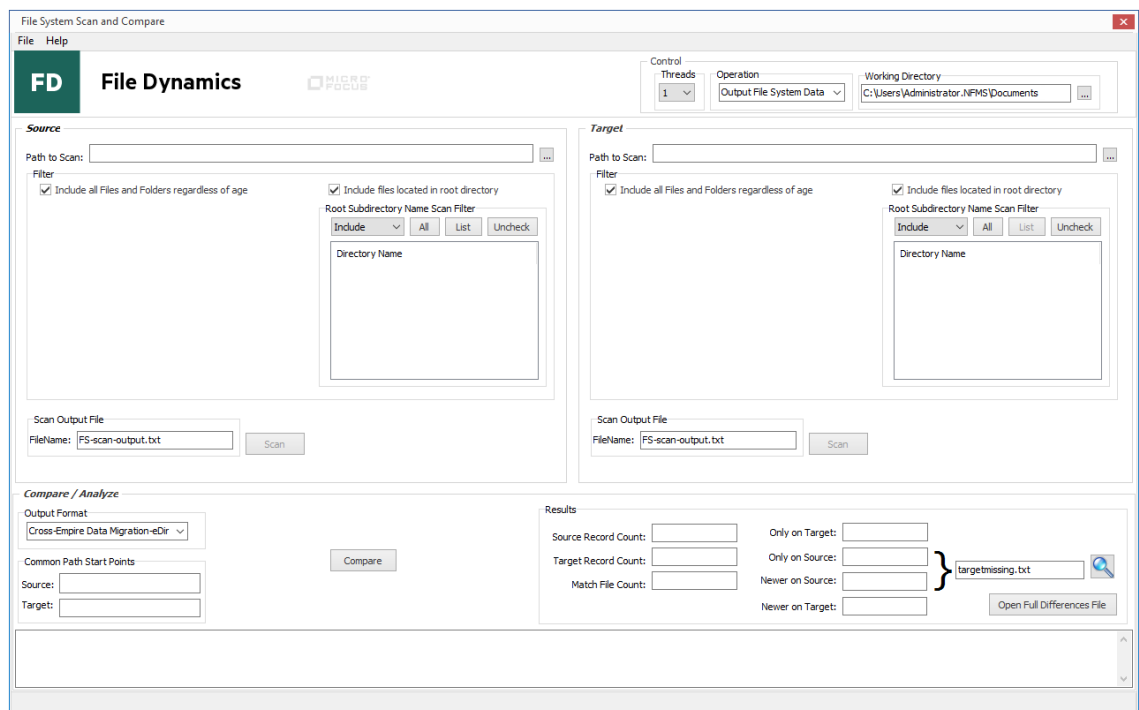 File System Scan and Compare
File Help
FD File Dynamics
MICRO
FOCUS
Control
Threads
1
Operation
Output File System Data
Working Directory
C:\Users\Administrator.NFMS\Documents
...
Source
Path to Scan:
...
Filter
Include all Files and Folders regardless of age
Include files located in root directory
Root Subdirectory Name Scan Filter
Include All List Uncheck
Directory Name
Scan Output File
FileName: FS-scan-output.txt
Scan
Target
Path to Scan:
...
Filter
Include all Files and Folders regardless of age
Include files located in root directory
Root Subdirectory Name Scan Filter
Include All List Uncheck
Directory Name
Scan Output File
FileName: FS-scan-output.txt
Scan
Compare / Analyze
Output Format
Cross-Empire Data Migration-eDir
Common Path Start Points
Source:
Target:
Compare
Results
Source Record Count:
Target Record Count:
Match File Count:
Only on Target:
Only on Source:
Newer on Source:
Newer on Target:
} targetmissing.txt
Open Full Differences File